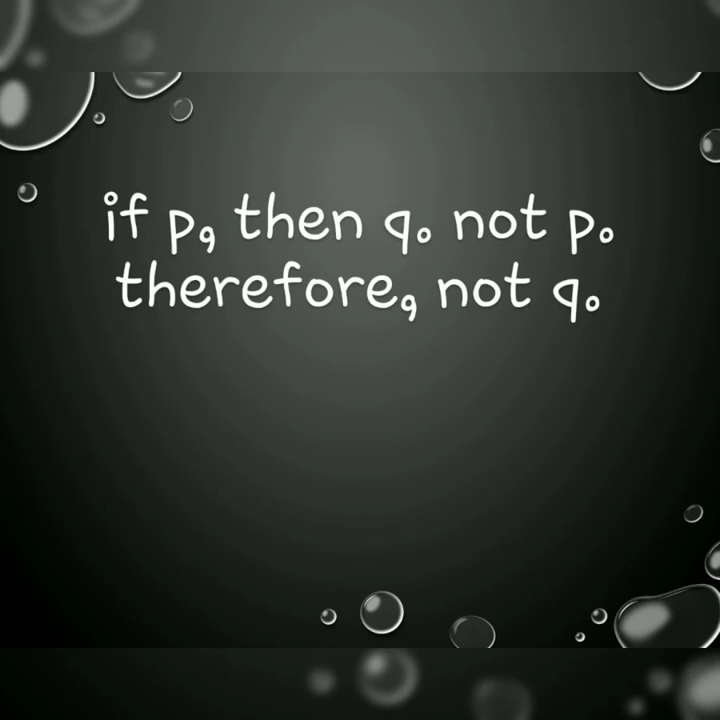 if p, then q. not p.
therefore, not q.